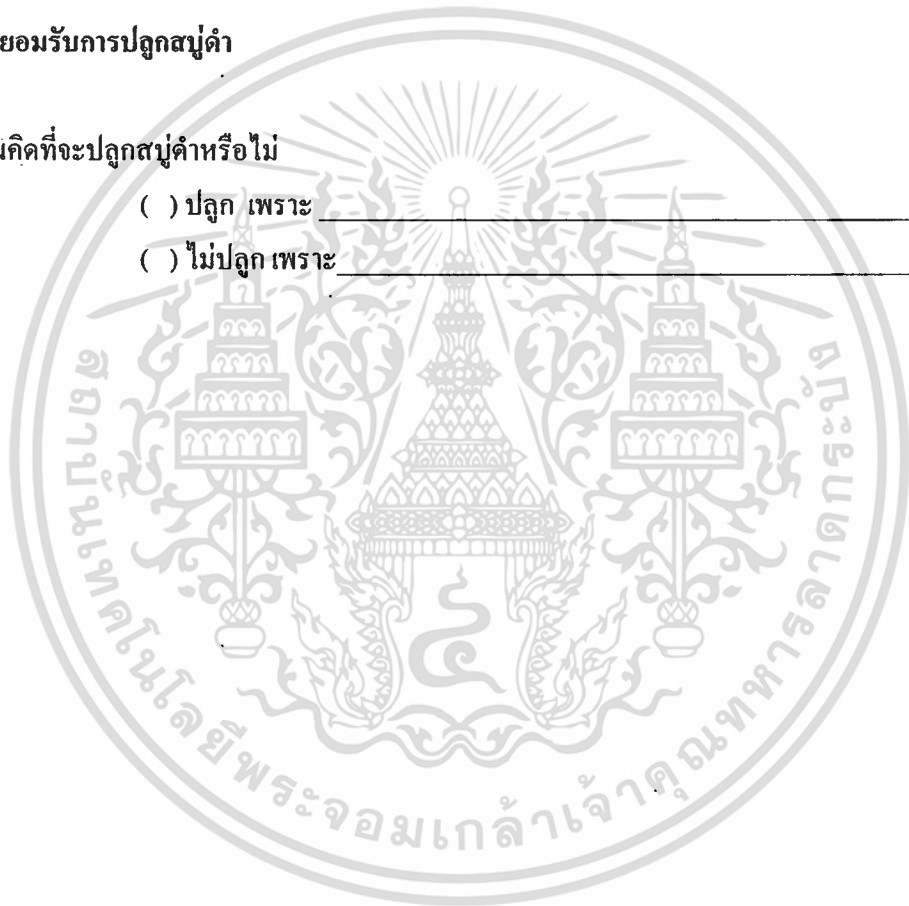 ยอมรับการปลูกสบู่ดำ
นคิดที่จะปลูกสบู่ดำหรือไม่
( ) ปลูก เพราะ
( ) ไม่ปลูก เพราะ
สถาบันเทคโนโลยีพระจอมเกล้าเจ้าคุณทหารลาดกระบัง
๔